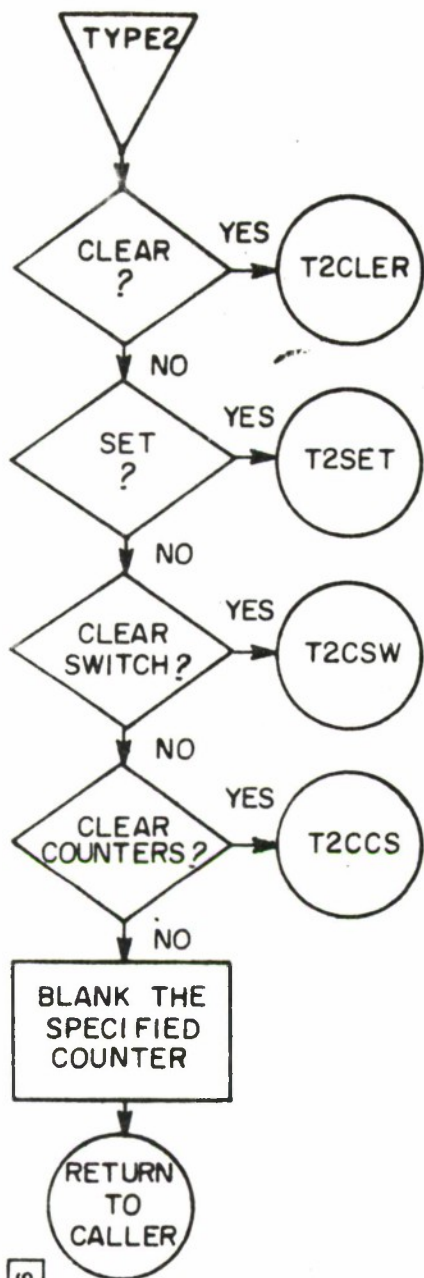 TYPE2
CLEAR
?
YES
T2CLER
NO
SET
?
YES
T2SET
NO
CLEAR
SWITCH?
YES
T2CSW
NO
CLEAR
COUNTERS?
YES
T2CCS
NO
BLANK THE
SPECIFIED
COUNTER
RETURN
TO
CALLER